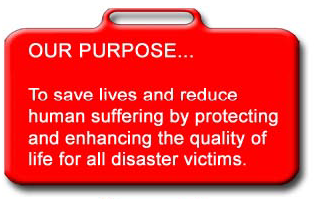 OUR PURPOSE...
To save lives and reduce
human suffering by protecting
and enhancing the quality of
life for all disaster victims.